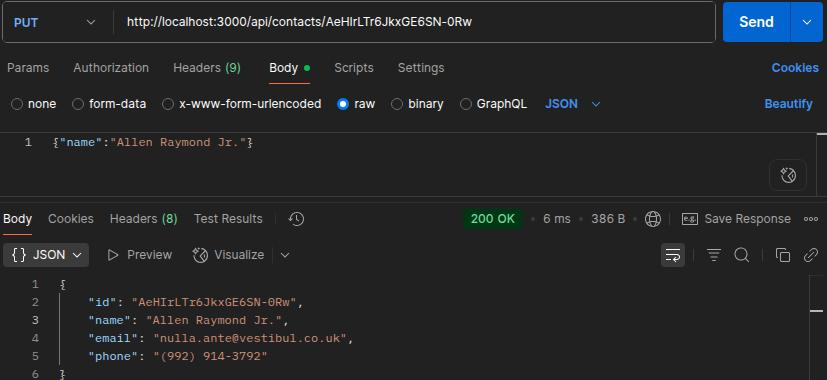 PUT http://localhost:3000/api/contacts/AeHIrLTr6JkxGE6SN-0Rw Send
Params Authorization Headers (9) Body Scripts Settings Cookies
none form-data x-www-form-urlencoded raw binary GraphQL JSON Beautify
1 {"name":"Allen Raymond Jr."}
Body Cookies Headers (8) Test Results 200 OK • 6 ms • 386 B e.g. Save Response
{} JSON Preview Visualize
1 {
2 "id": "AeHIrLTr6JkxGE6SN-0Rw",
3 "name": "Allen Raymond Jr.",
4 "email": "nulla.ante@vestibul.co.uk",
5 "phone": "(992) 914-3792"
6 }